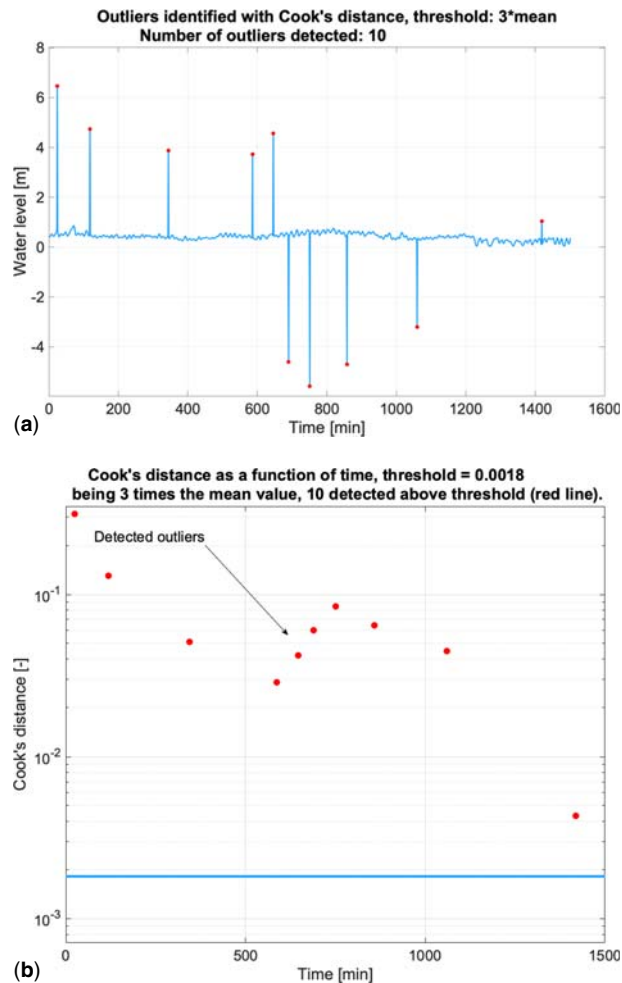 Outliers identified with Cook's distance, threshold: 3*mean
Number of outliers detected: 10
8
6
4
2
0
-2
-4
Water level [m]
0 200 400 600 800 1000 1200 1400 1600
Time [min]
(a)
Cook's distance as a function of time, threshold = 0.0018
being 3 times the mean value, 10 detected above threshold (red line).
Detected outliers
10-1
10-2
10-3
Cook's distance [-]
0 500 1000 1500
Time [min]
(b)